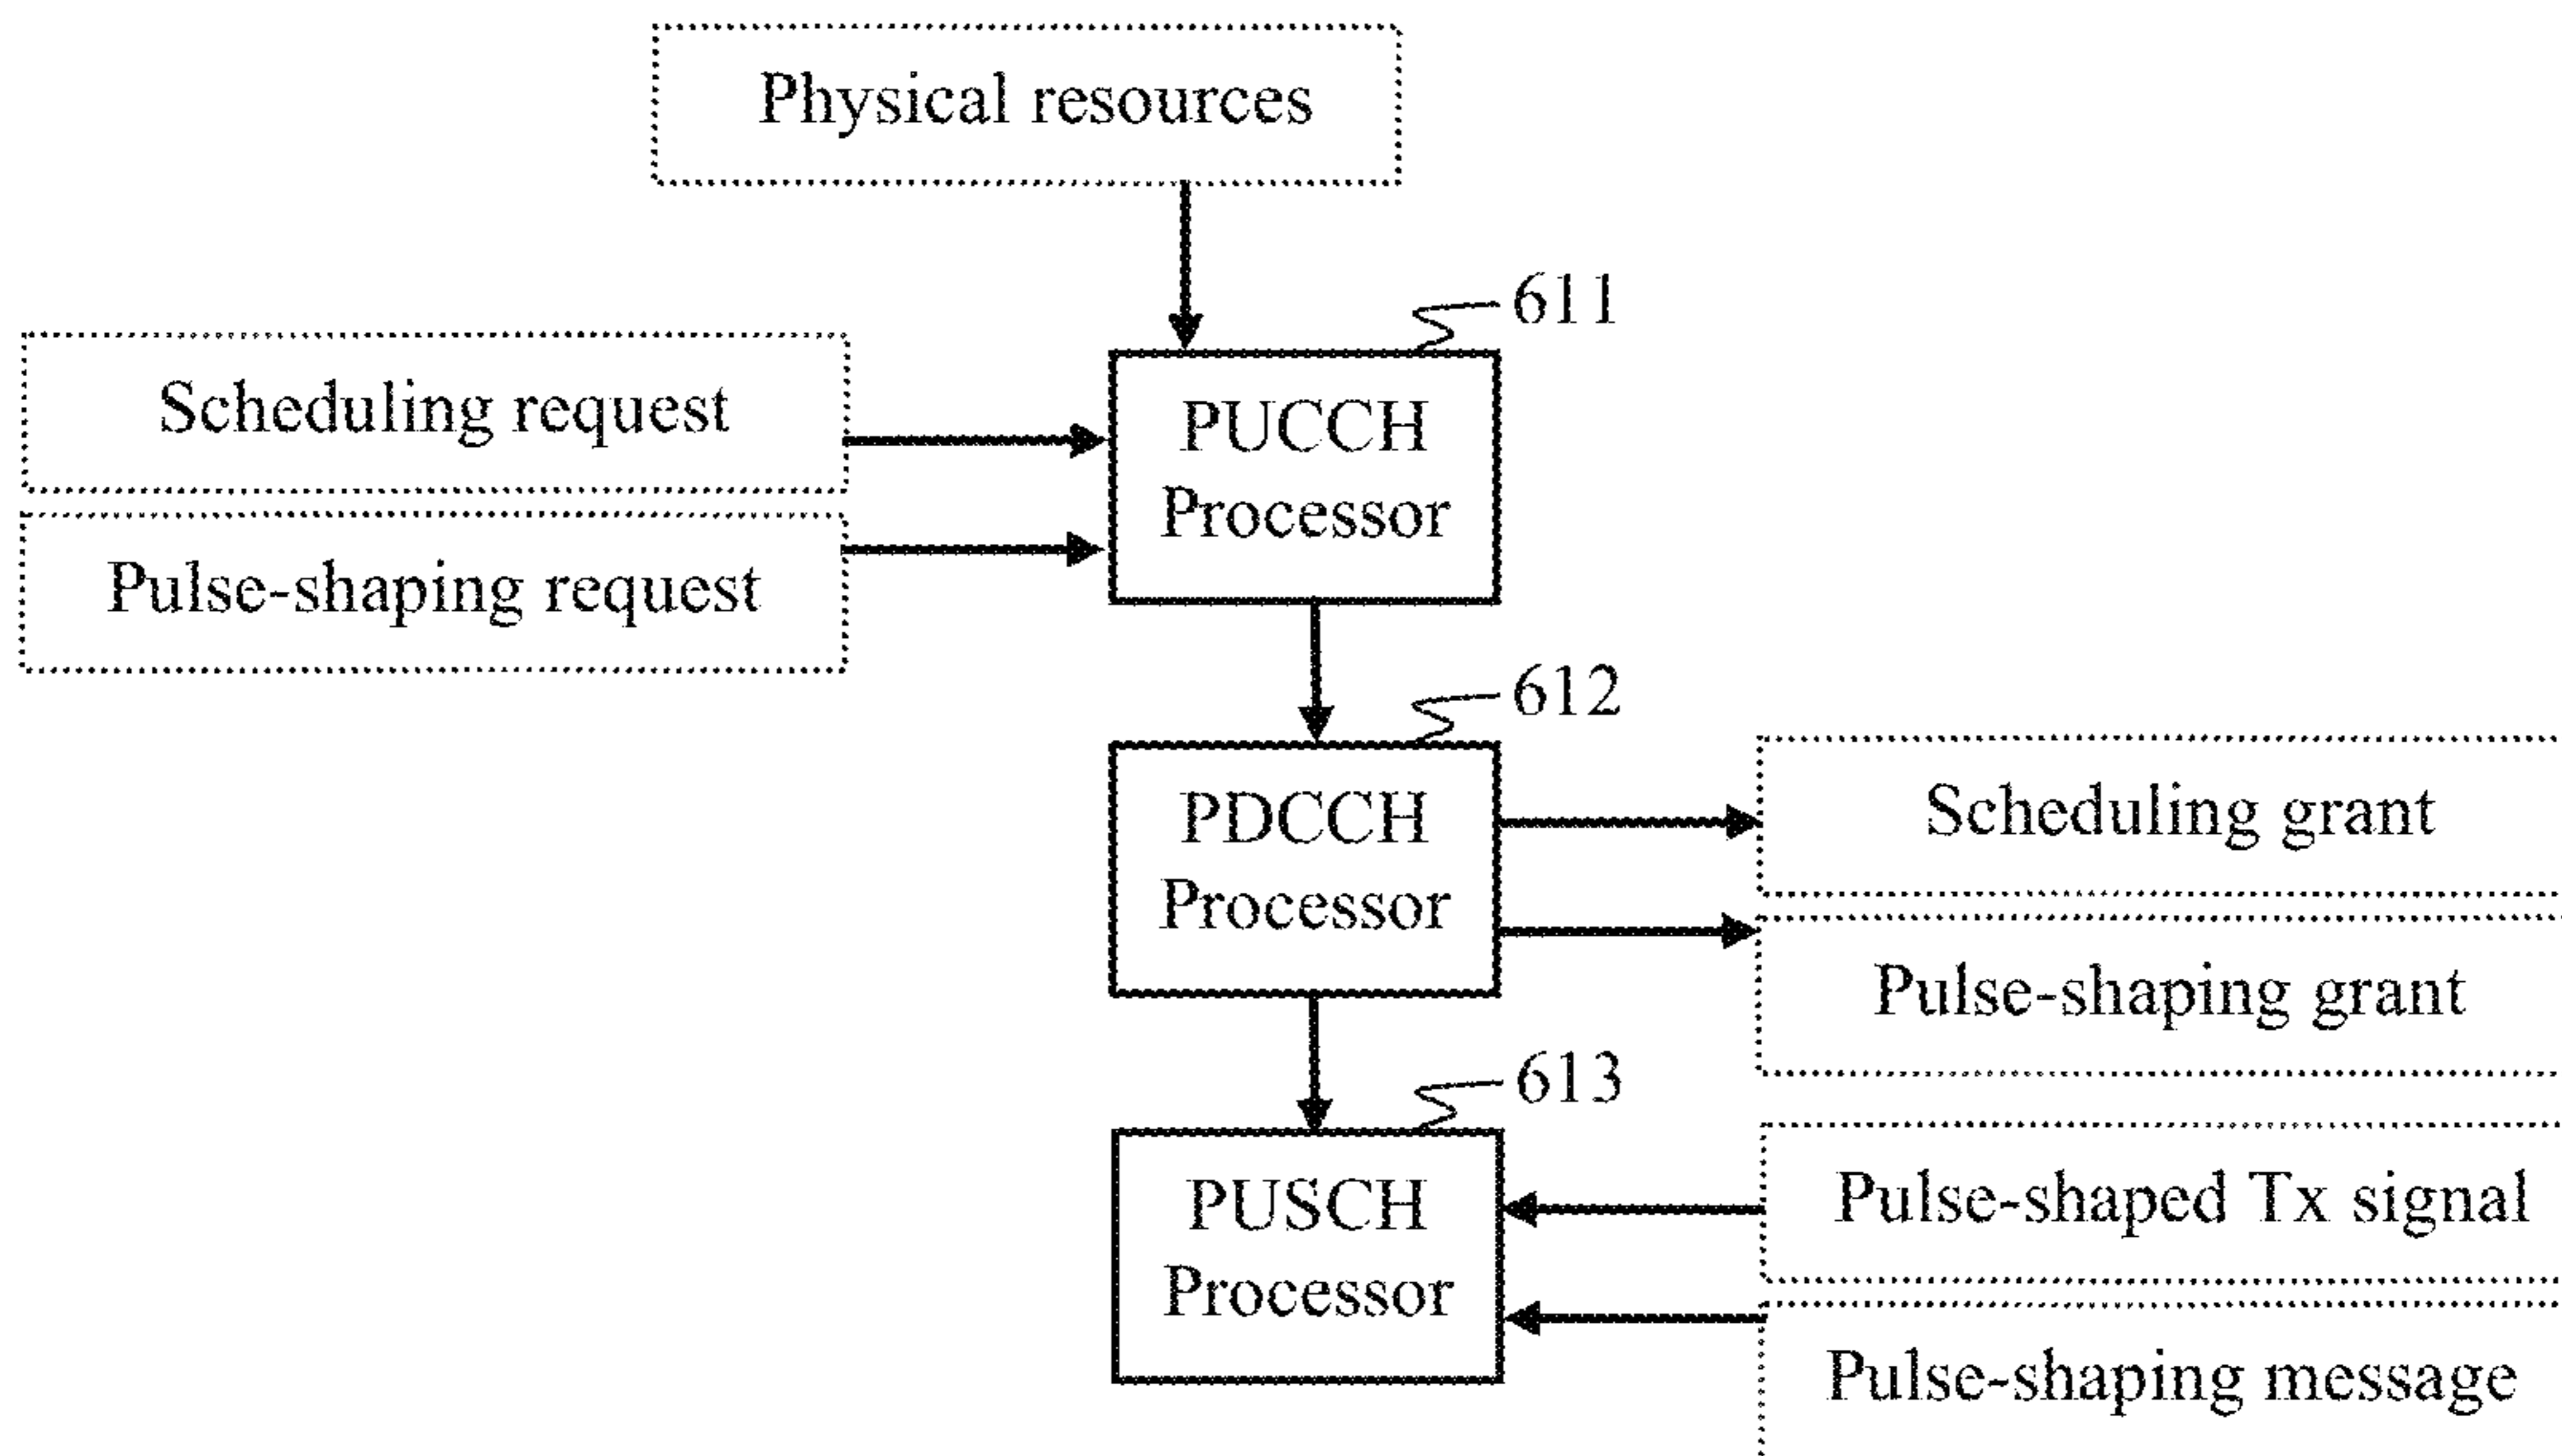 Physical resources
611
Scheduling request
PUCCH
Processor
Pulse-shaping request
612
PDCCH
Processor
Scheduling grant
Pulse-shaping grant
613
PUSCH
Processor
Pulse-shaped Tx signal
Pulse-shaping message